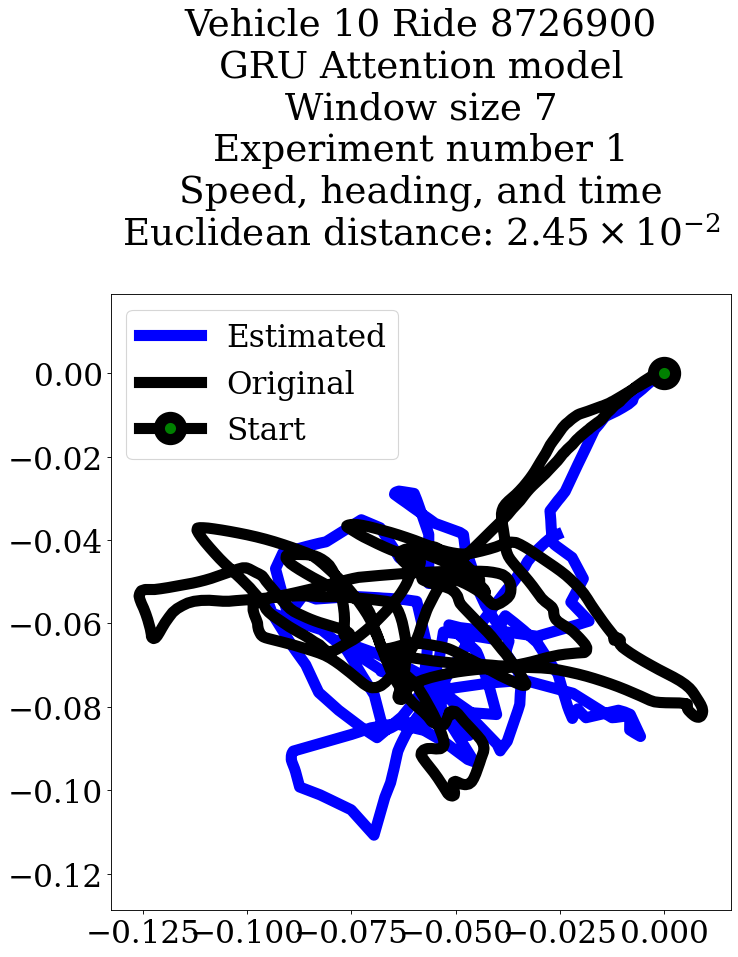 Vehicle 10 Ride 8726900
GRU Attention model
Window size 7
Experiment number 1
Speed, heading, and time
Euclidean distance: 2.45 × 10⁻²
Estimated
Original
Start
0.00
−0.02
−0.04
−0.06
−0.08
−0.10
−0.12
−0.125 −0.100 −0.075 −0.050 −0.025 0.000